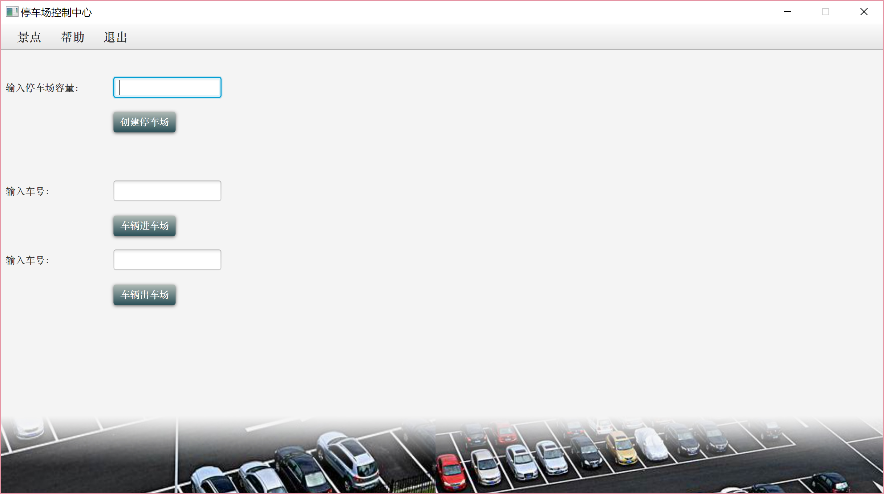 停车场控制中心
景点 帮助 退出
输入停车场容量:
创建停车场
输入车号:
车辆进车场
输入车号:
车辆出车场